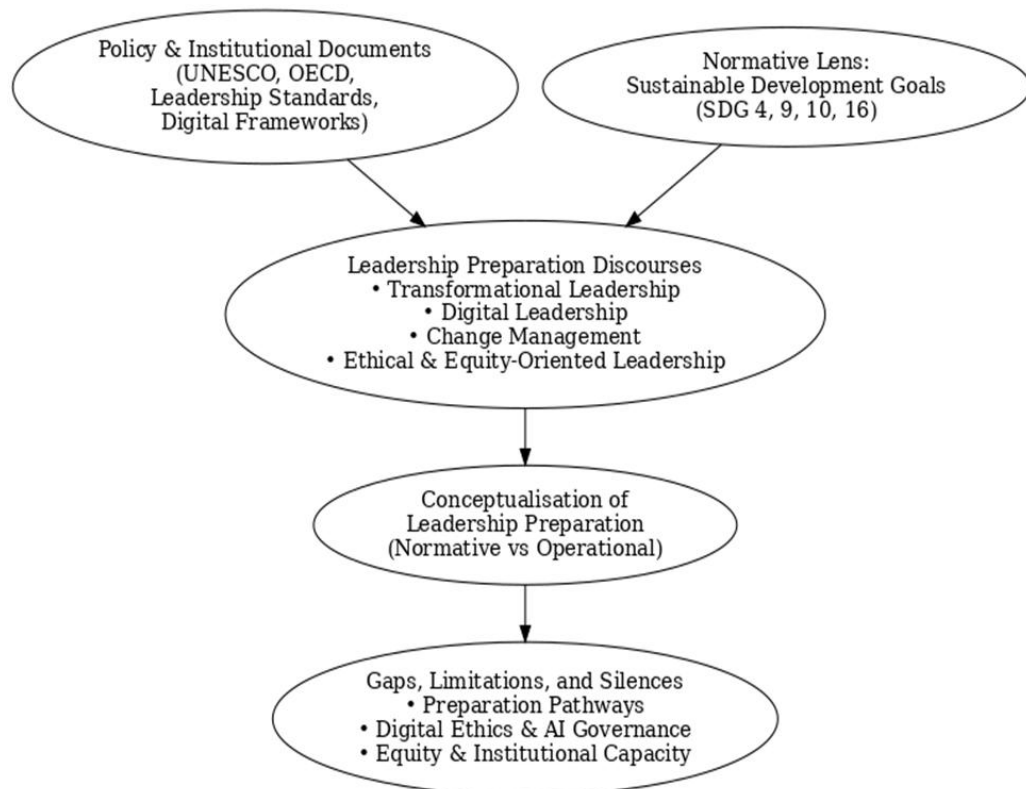 Policy & Institutional Documents
(UNESCO, OECD,
Leadership Standards,
Digital Frameworks)
Normative Lens:
Sustainable Development Goals
(SDG 4, 9, 10, 16)
Leadership Preparation Discourses
• Transformational Leadership
• Digital Leadership
• Change Management
• Ethical & Equity-Oriented Leadership
Conceptualisation of
Leadership Preparation
(Normative vs Operational)
Gaps, Limitations, and Silences
• Preparation Pathways
• Digital Ethics & AI Governance
• Equity & Institutional Capacity